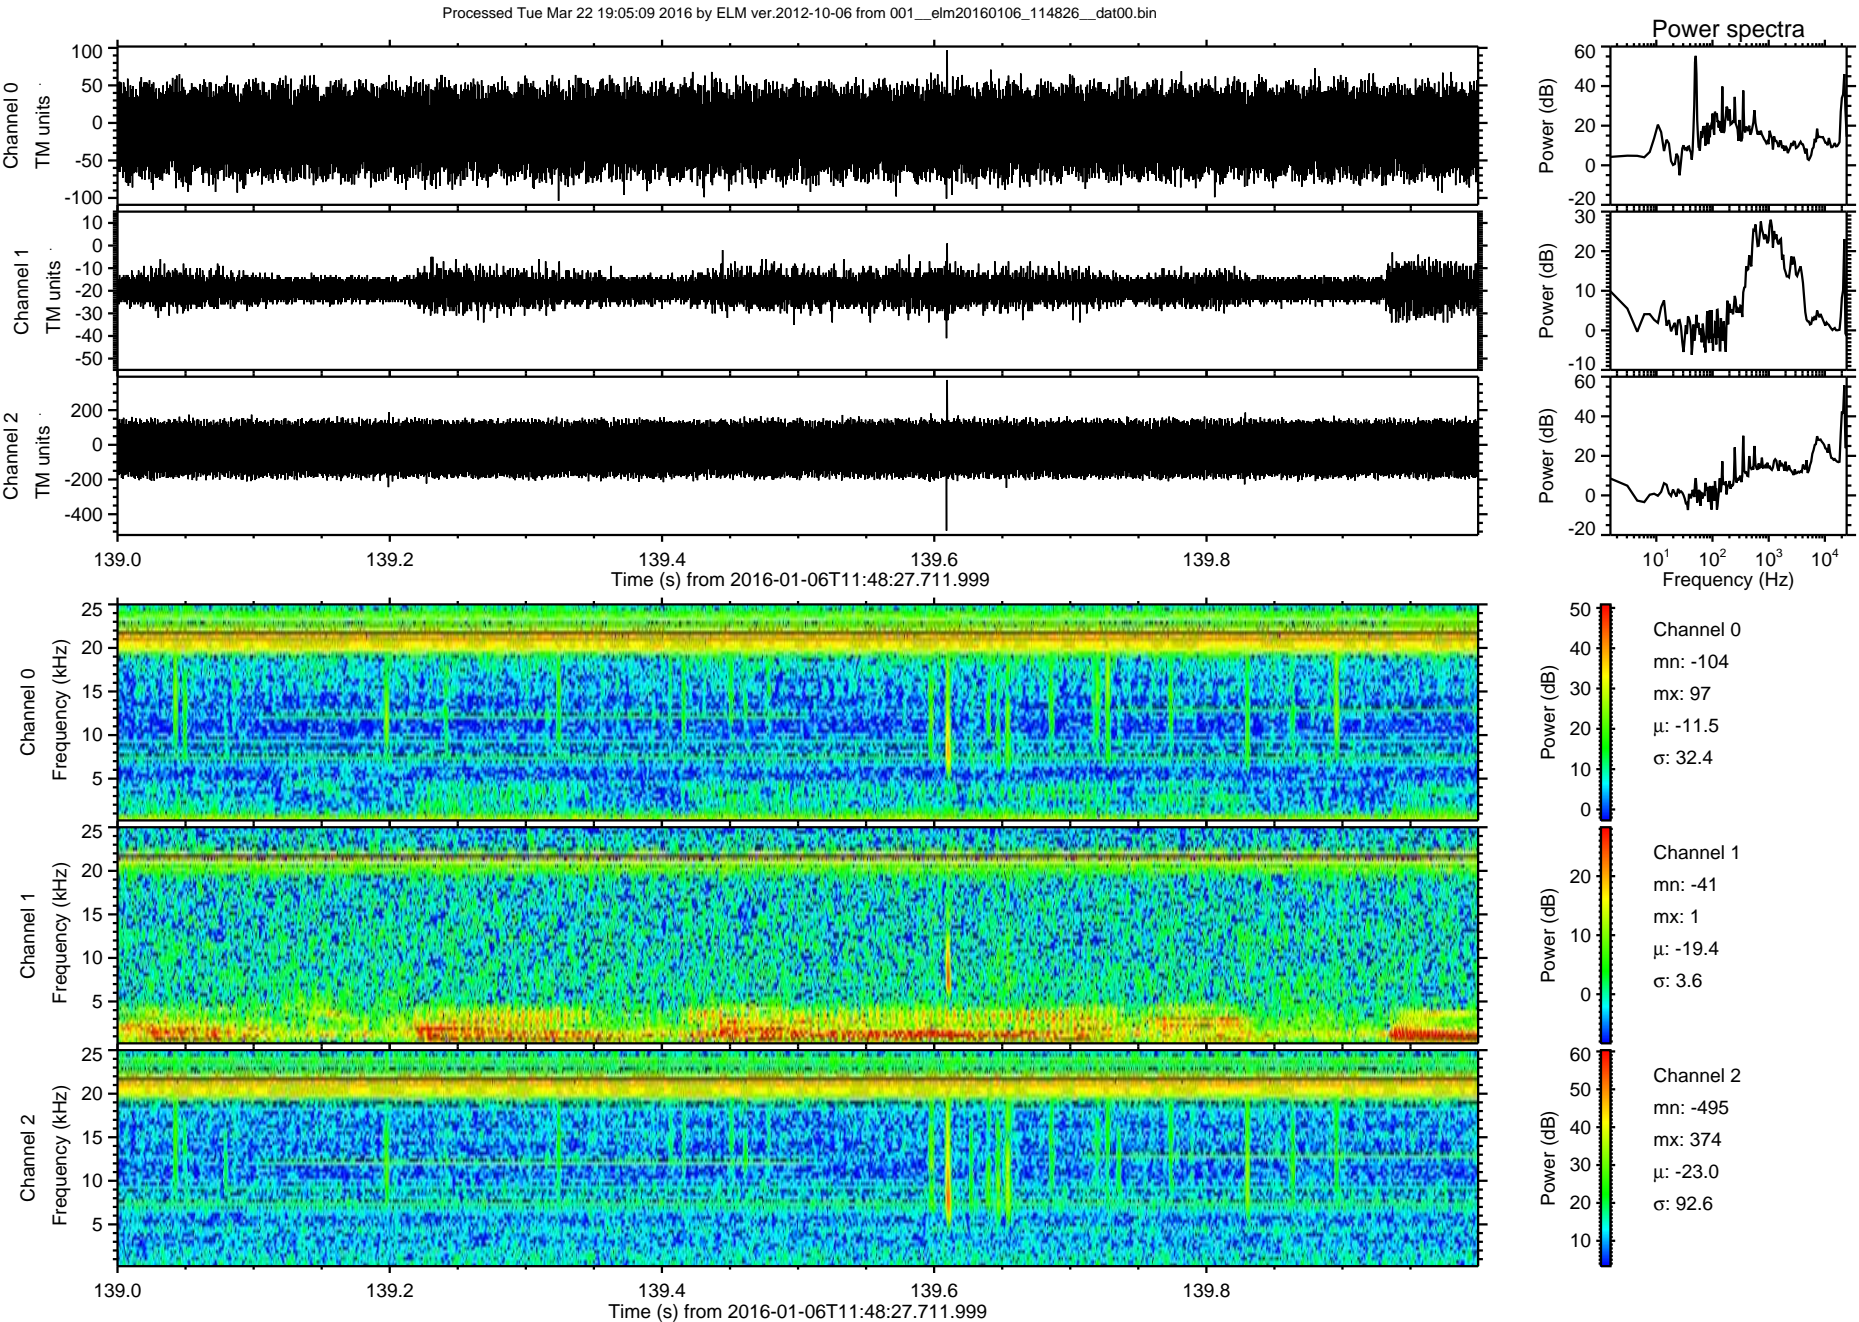 Processed Tue Mar 22 19:05:09 2016 by ELM ver.2012-10-06 from 001__elm20160106_114826__dat00.bin
Power spectra
Channel 0
TM units
100
50
0
-50
-100
Power (dB)
60
40
20
0
-20
Channel 1
TM units
10
0
-10
-20
-30
-40
-50
Power (dB)
30
20
10
0
-10
Channel 2
TM units
200
0
-200
-400
Power (dB)
60
40
20
0
-20
139.0 139.2 139.4 139.6 139.8
Time (s) from 2016-01-06T11:48:27.711.999
10¹ 10² 10³ 10⁴
Frequency (Hz)
Channel 0
Frequency (kHz)
25
20
15
10
5
Power (dB)
50
40
30
20
10
0
Channel 0
mn: -104
mx: 97
µ: -11.5
σ: 32.4
Channel 1
Frequency (kHz)
25
20
15
10
5
Power (dB)
20
10
0
Channel 1
mn: -41
mx: 1
µ: -19.4
σ: 3.6
Channel 2
Frequency (kHz)
25
20
15
10
5
Power (dB)
60
50
40
30
20
10
Channel 2
mn: -495
mx: 374
µ: -23.0
σ: 92.6
139.0 139.2 139.4 139.6 139.8
Time (s) from 2016-01-06T11:48:27.711.999